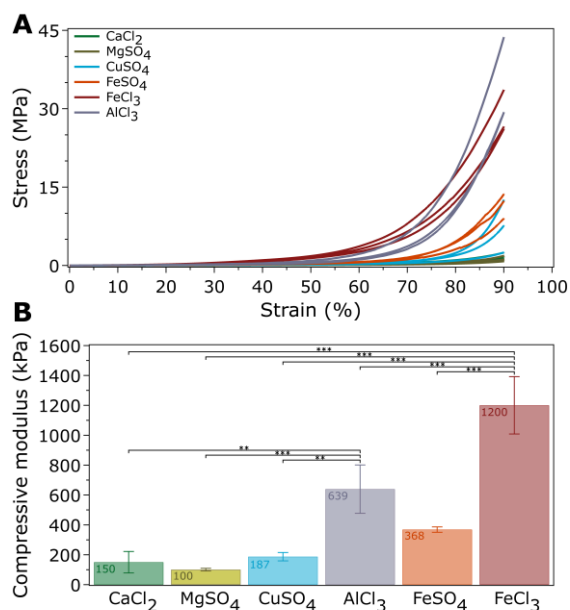 A
Stress (MPa)
45
30
15
0
CaCl2
MgSO4
CuSO4
FeSO4
FeCl3
AlCl3
0 10 20 30 40 50 60 70 80 90 100
Strain (%)
B
Compressive modulus (kPa)
1600
1400
1200
1000
800
600
400
200
0
***
***
***
***
***
**
***
**
150
100
187
639
368
1200
CaCl2 MgSO4 CuSO4 AlCl3 FeSO4 FeCl3